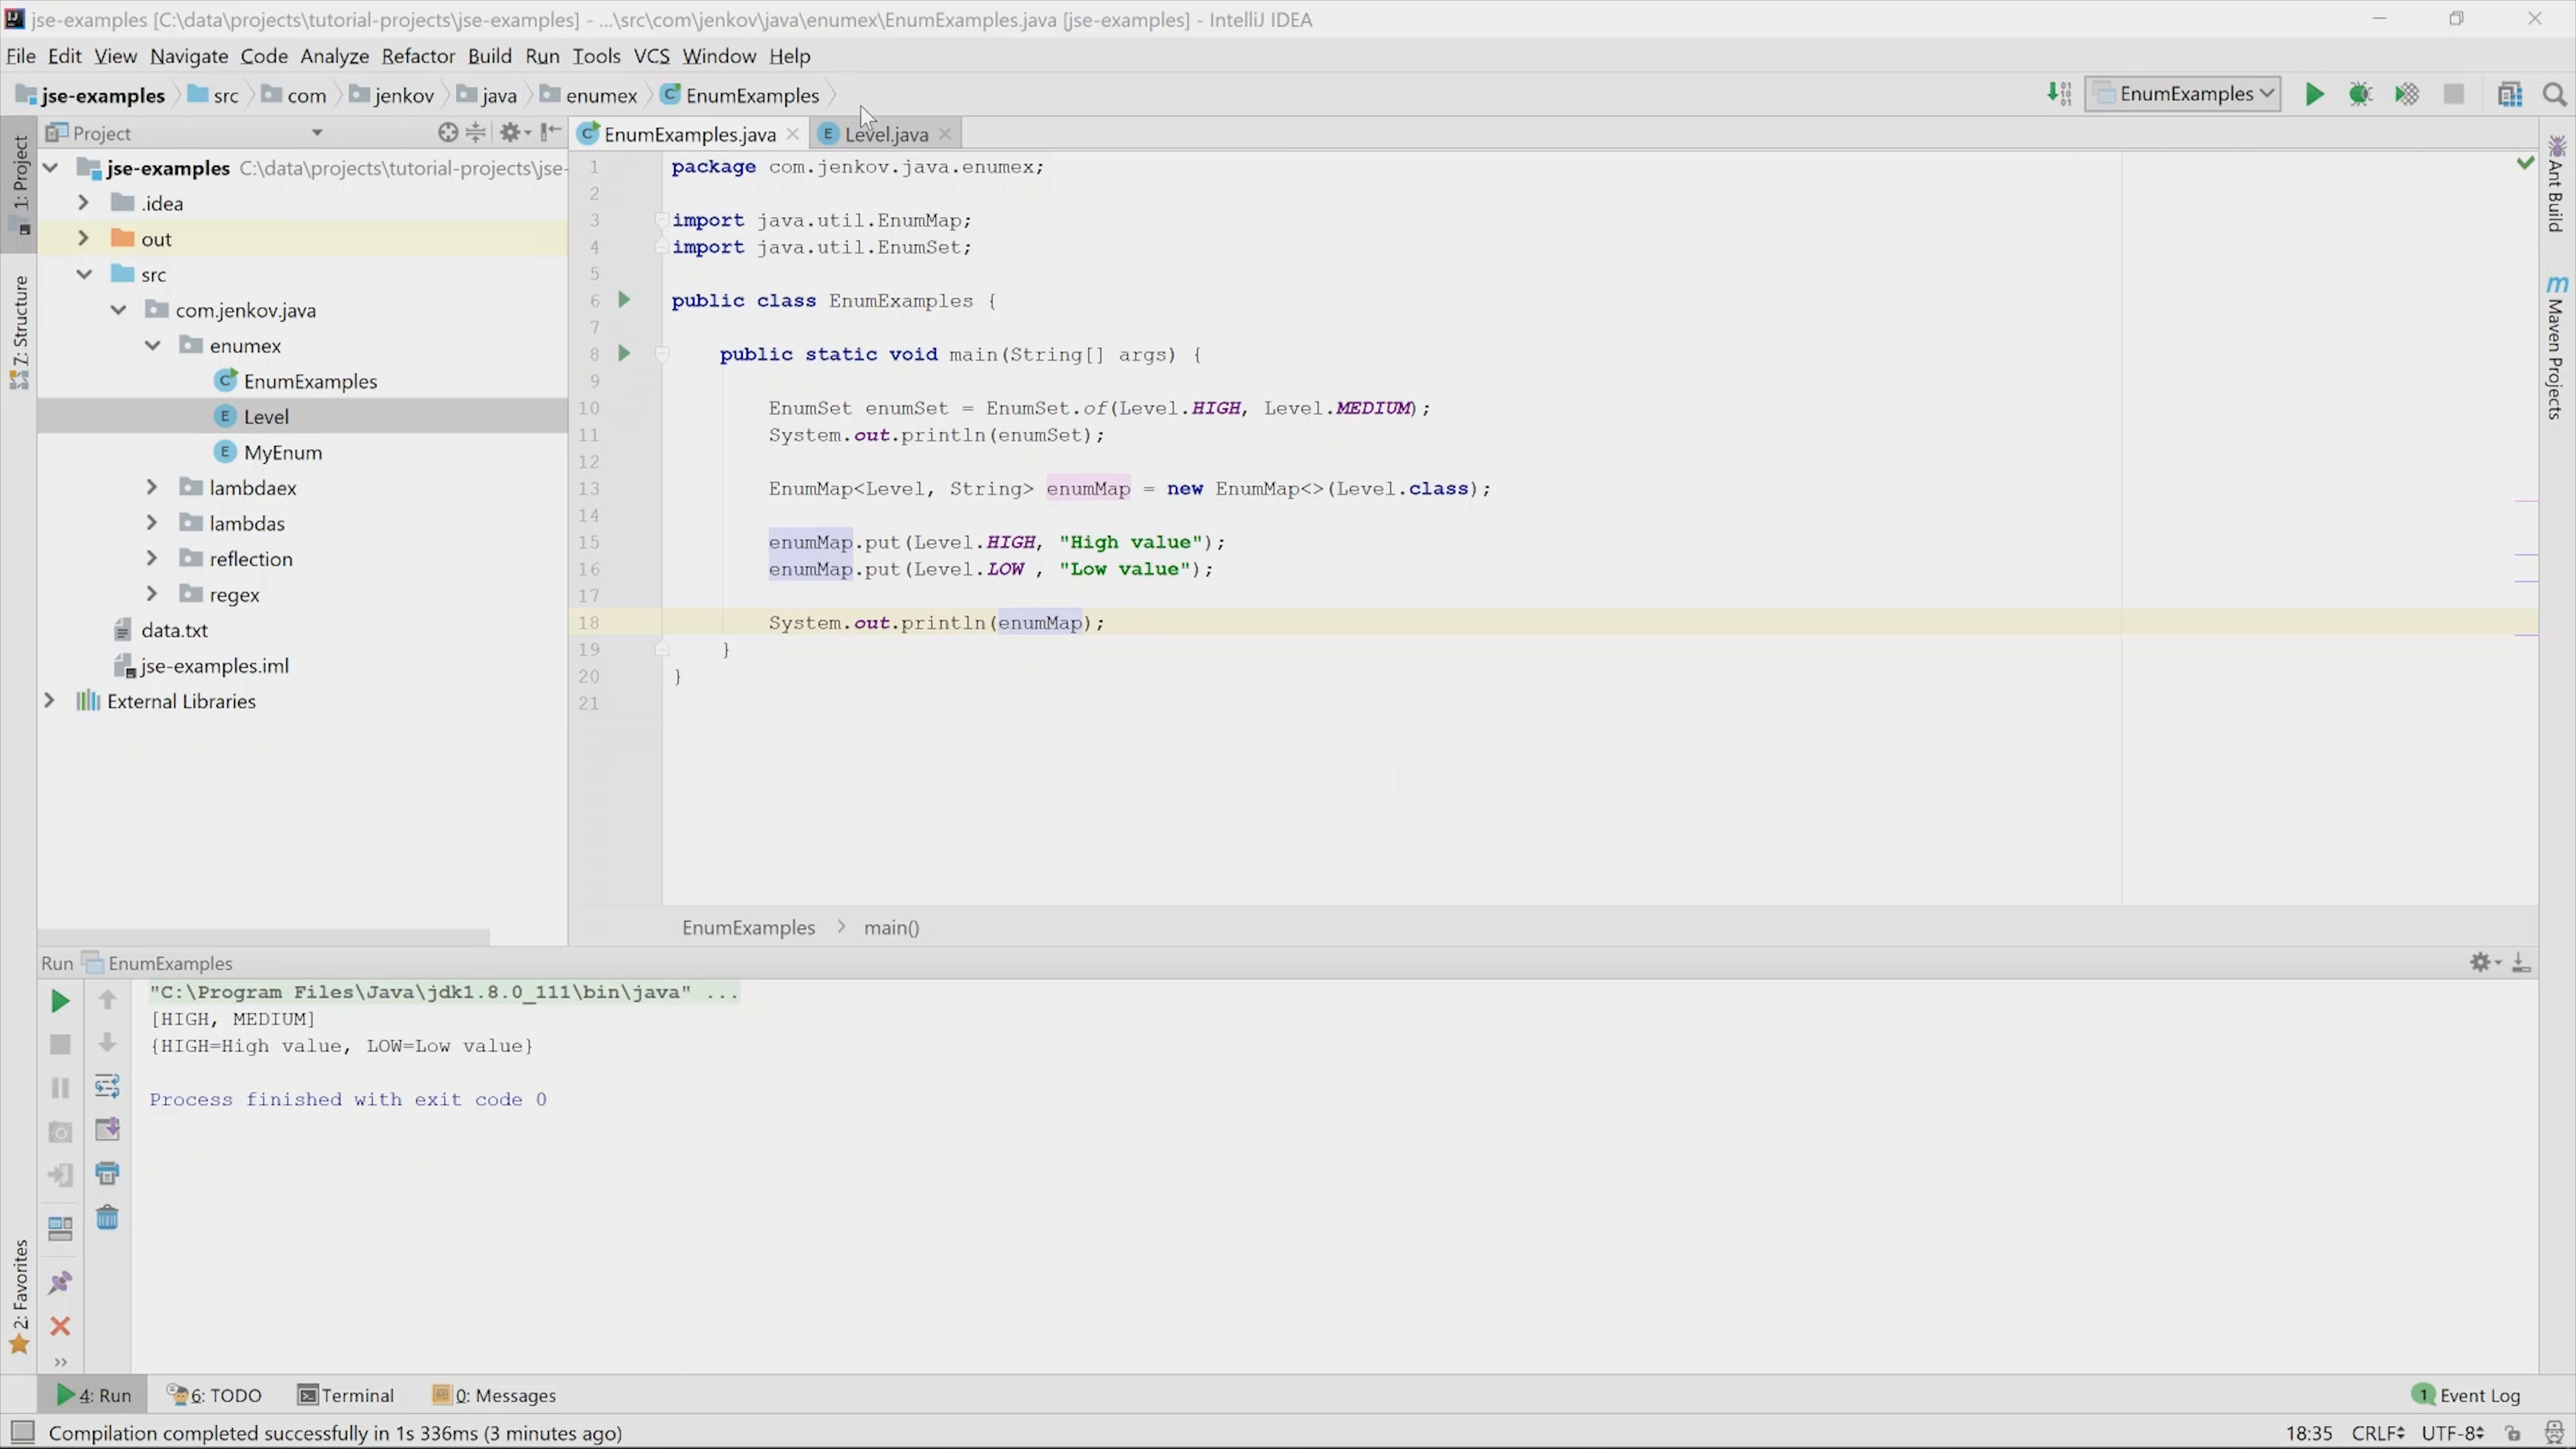 jse-examples [C:\data\projects\tutorial-projects\jse-examples] - ...\src\com\jenkov\java\enumex\EnumExamples.java [jse-examples] - IntelliJ IDEA
File Edit View Navigate Code Analyze Refactor Build Run Tools VCS Window Help
jse-examples src com jenkov java enumex EnumExamples
EnumExamples
Project
EnumExamples.java Level.java
1: Project
Z: Structure
2: Favorites
Ant Build
m Maven Projects
jse-examples C:\data\projects\tutorial-projects\jse-
.idea
out
src
com.jenkov.java
enumex
EnumExamples
Level
MyEnum
lambdaex
lambdas
reflection
regex
data.txt
jse-examples.iml
External Libraries
1 package com.jenkov.java.enumex;
2
3 import java.util.EnumMap;
4 import java.util.EnumSet;
5
6 public class EnumExamples {
7
8 public static void main(String[] args) {
9
10 EnumSet enumSet = EnumSet.of(Level.HIGH, Level.MEDIUM);
11 System.out.println(enumSet);
12
13 EnumMap<Level, String> enumMap = new EnumMap<>(Level.class);
14
15 enumMap.put(Level.HIGH, "High value");
16 enumMap.put(Level.LOW , "Low value");
17
18 System.out.println(enumMap);
19 }
20 }
21
EnumExamples main()
Run EnumExamples
"C:\Program Files\Java\jdk1.8.0_111\bin\java" ...
[HIGH, MEDIUM]
{HIGH=High value, LOW=Low value}
Process finished with exit code 0
4: Run 6: TODO Terminal 0: Messages 1 Event Log
Compilation completed successfully in 1s 336ms (3 minutes ago) 18:35 CRLF UTF-8